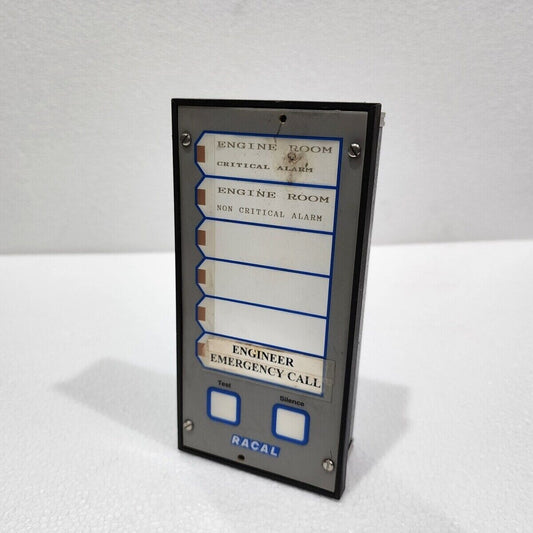 ENGINE ROOM
CRITICAL ALARM
ENGINE ROOM
NON CRITICAL ALARM
ENGINEER
EMERGENCY CALL
Test
Silence
RACAL